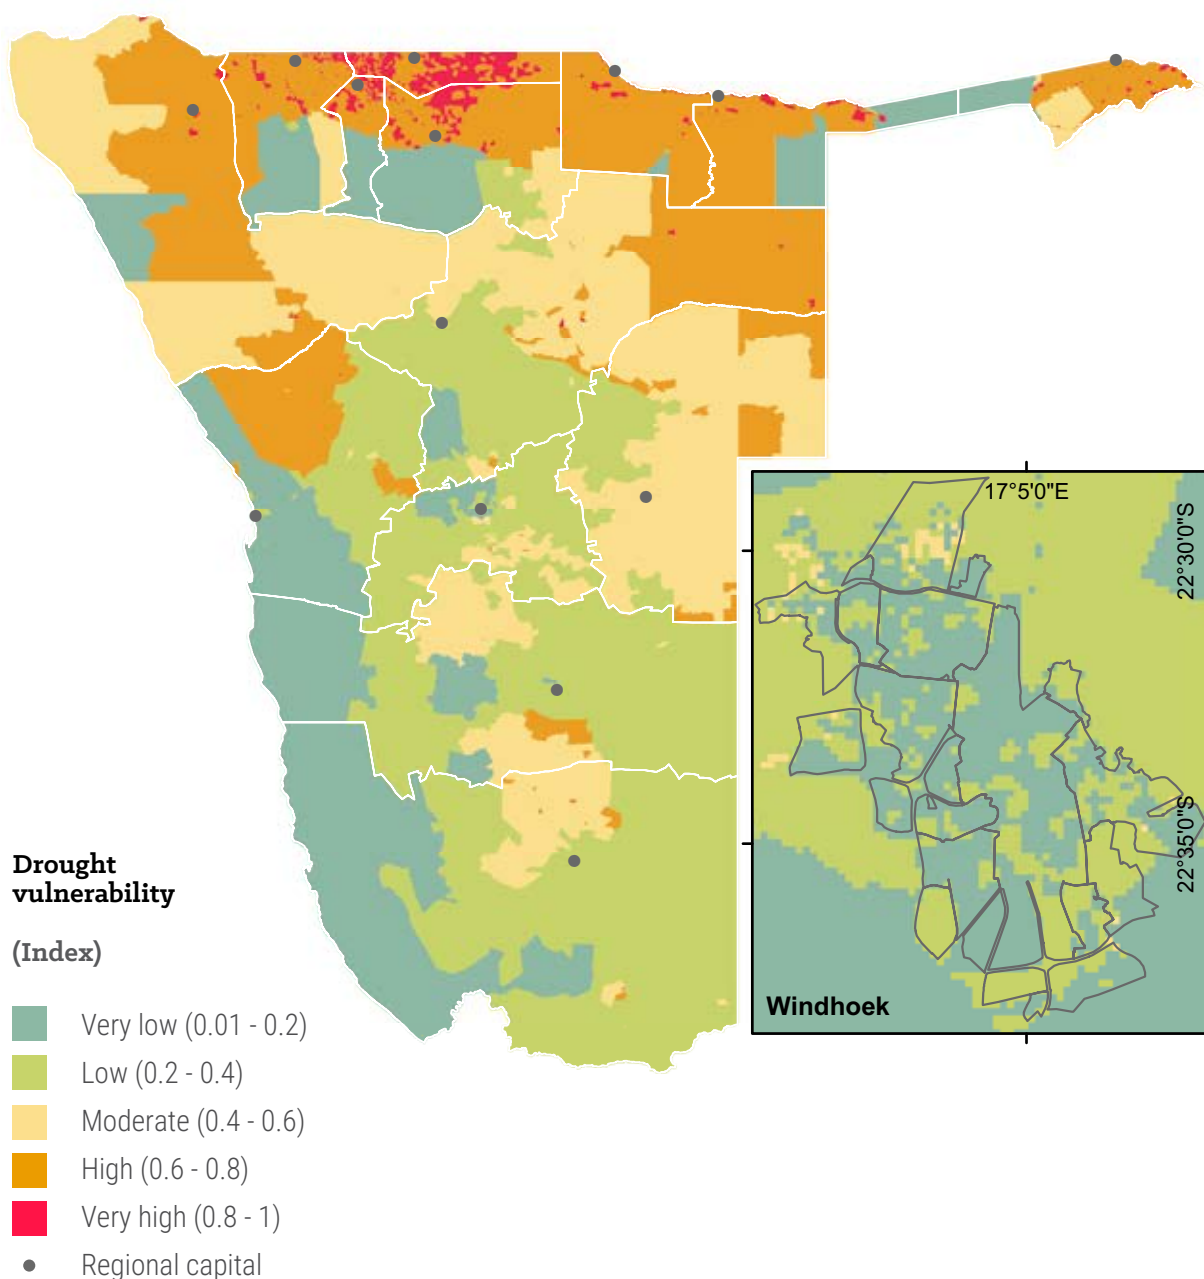 17°5'0"E
22°30'0"S
22°35'0"S
Windhoek
Drought
vulnerability
(Index)
Very low (0.01 - 0.2)
Low (0.2 - 0.4)
Moderate (0.4 - 0.6)
High (0.6 - 0.8)
Very high (0.8 - 1)
Regional capital